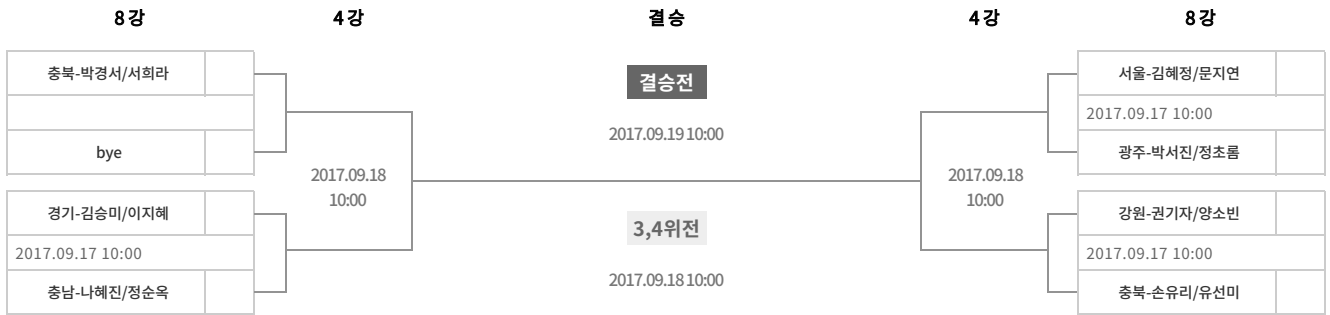 8강
4강
결승
4강
8강
충북-박경서/서희라
bye
경기-김승미/이지혜
2017.09.17 10:00
충남-나혜진/정순옥
2017.09.18
10:00
결승전
2017.09.19 10:00
3,4위전
2017.09.18 10:00
2017.09.18
10:00
서울-김혜정/문지연
2017.09.17 10:00
광주-박서진/정초롬
강원-권기자/양소빈
2017.09.17 10:00
충북-손유리/유선미